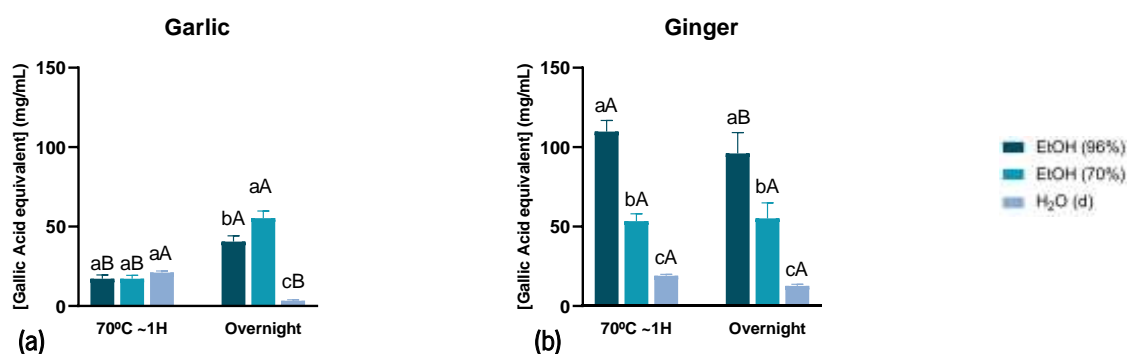 Garlic
[Gallic Acid equivalent] (mg/mL)
150
100
50
0
aB aB aA
bA aA cB
70ºC ~1H Overnight
(a)
Ginger
[Gallic Acid equivalent] (mg/mL)
150
100
50
0
aA bA cA
aB bA cA
70ºC ~1H Overnight
(b)
EtOH (96%)
EtOH (70%)
H₂O (d)